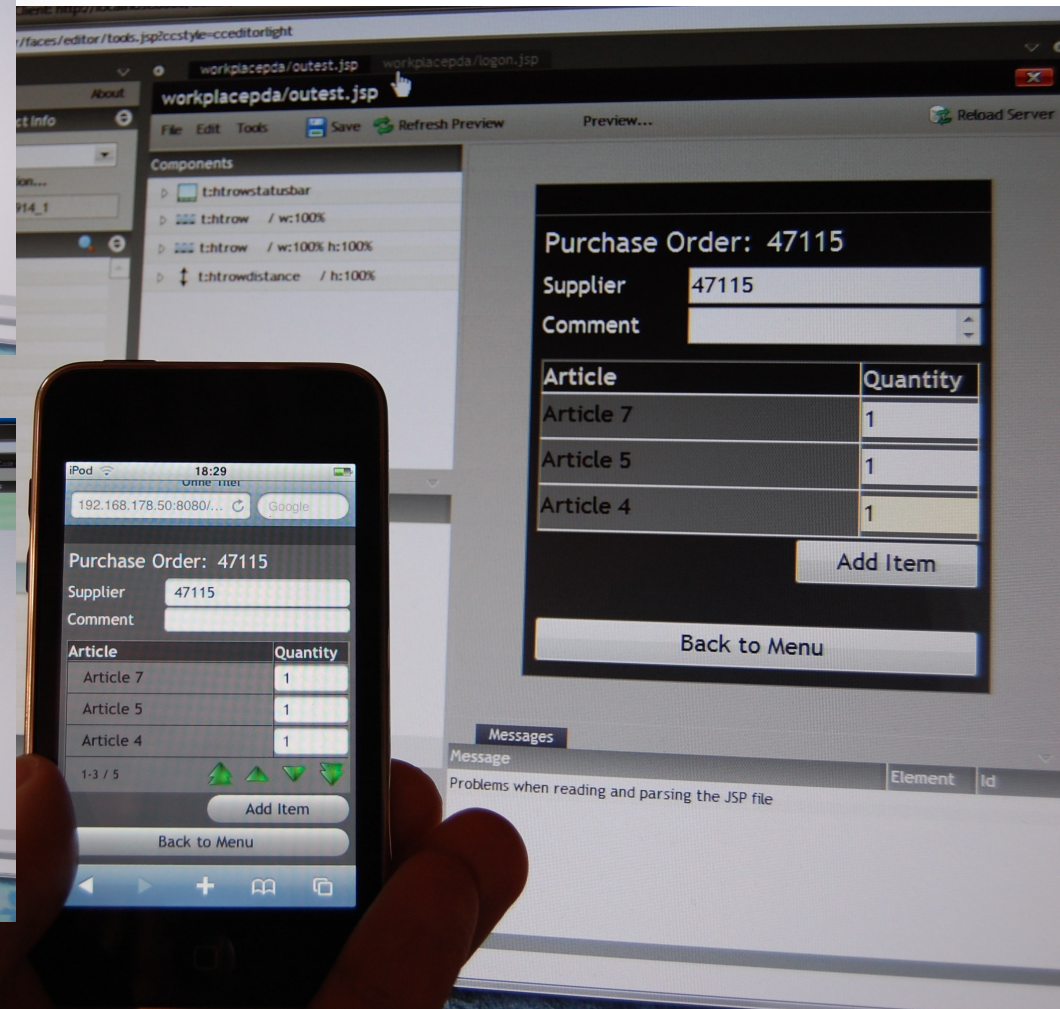 /faces/editor/tools.jsp?ccstyle=cceditorlight
workplacepda/outest.jsp workplacepda/logon.jsp
About
workplacepda/outest.jsp
ct Info
File Edit Tools Save Refresh Preview Preview... Reload Server
Components
t:htrowstatusbar
914_1
t:htrow / w:100%
t:htrow / w:100% h:100%
t:htrowdistance / h:100%
Purchase Order: 47115
Supplier 47115
Comment
Article Quantity
Article 7 1
Article 5 1
Article 4 1
Add Item
Back to Menu
Messages
Message Element Id
Problems when reading and parsing the JSP file
iPod 18:29
Ohne Titel
192.168.178.50:8080/... Google
Purchase Order: 47115
Supplier 47115
Comment
Article Quantity
Article 7 1
Article 5 1
Article 4 1
1-3 / 5
Add Item
Back to Menu